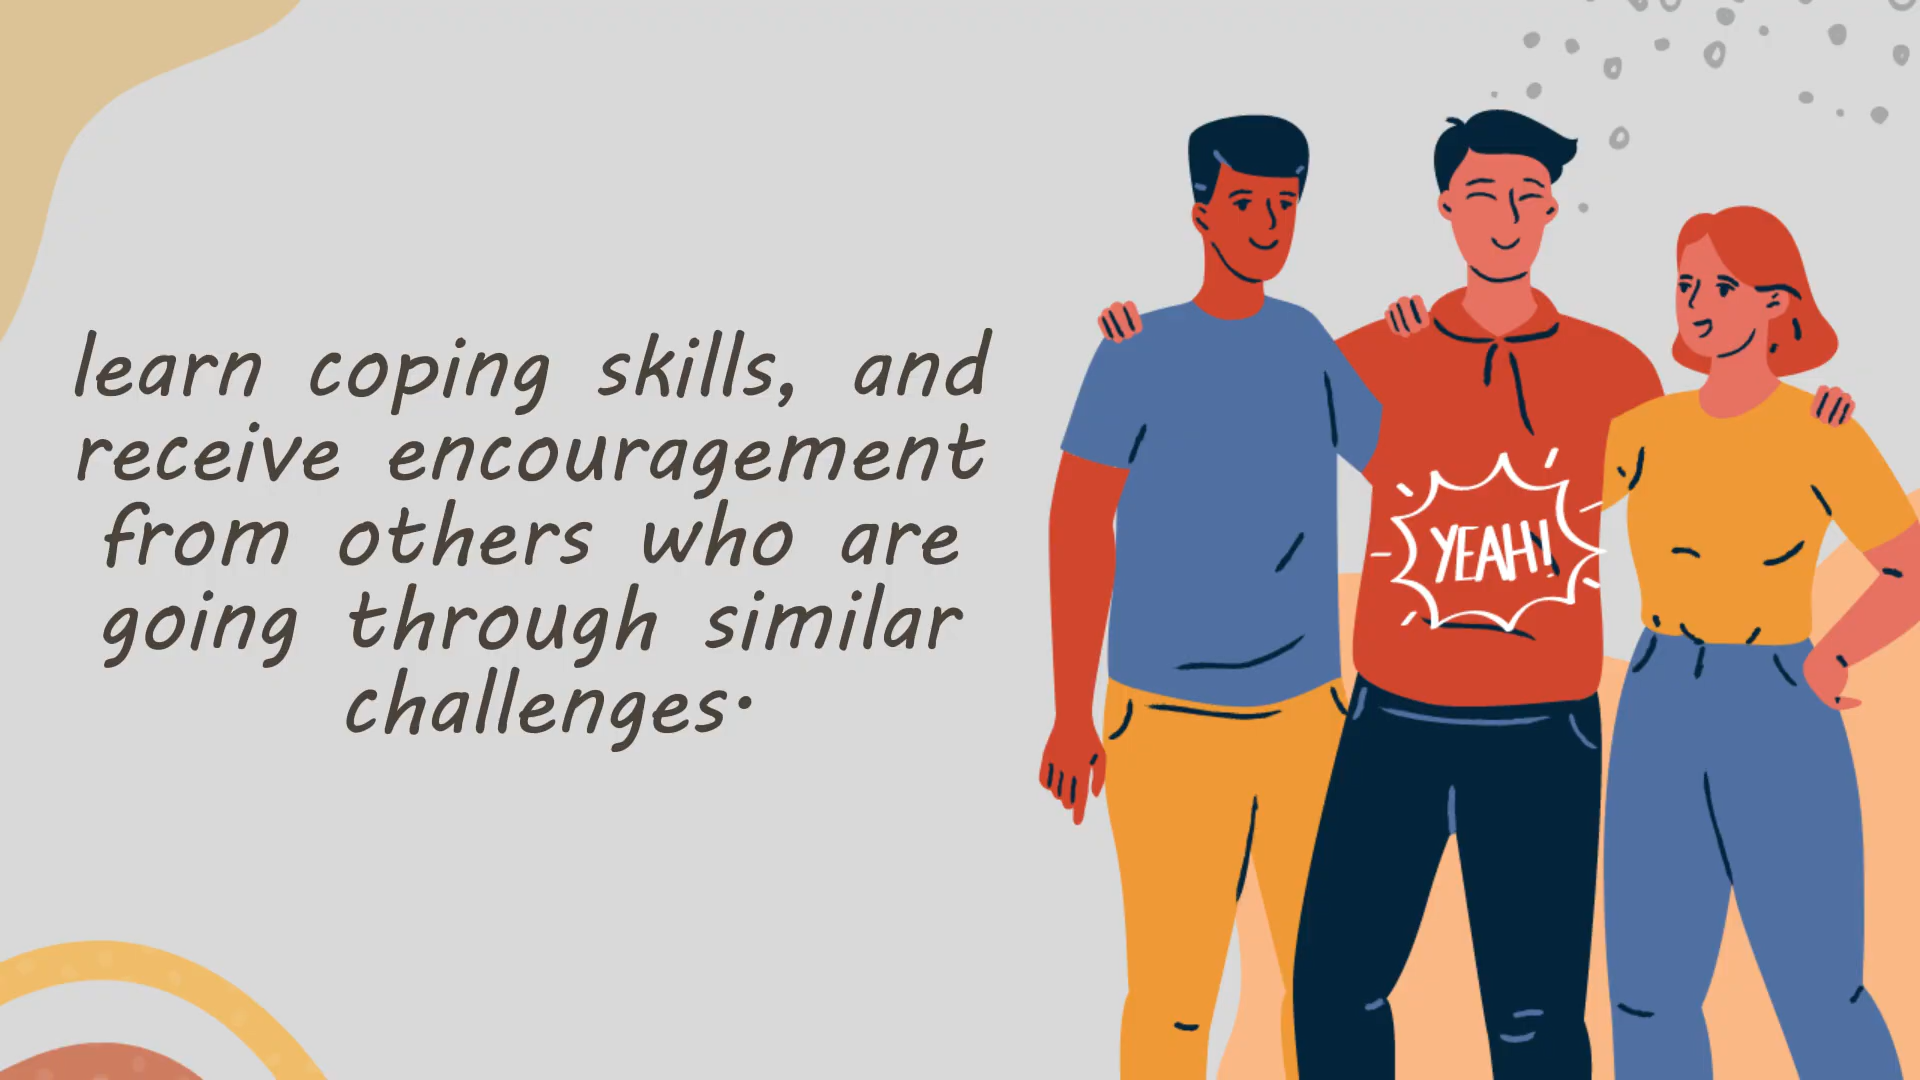 learn coping skills, and
receive encouragement
from others who are
going through similar
challenges.
YEAH!